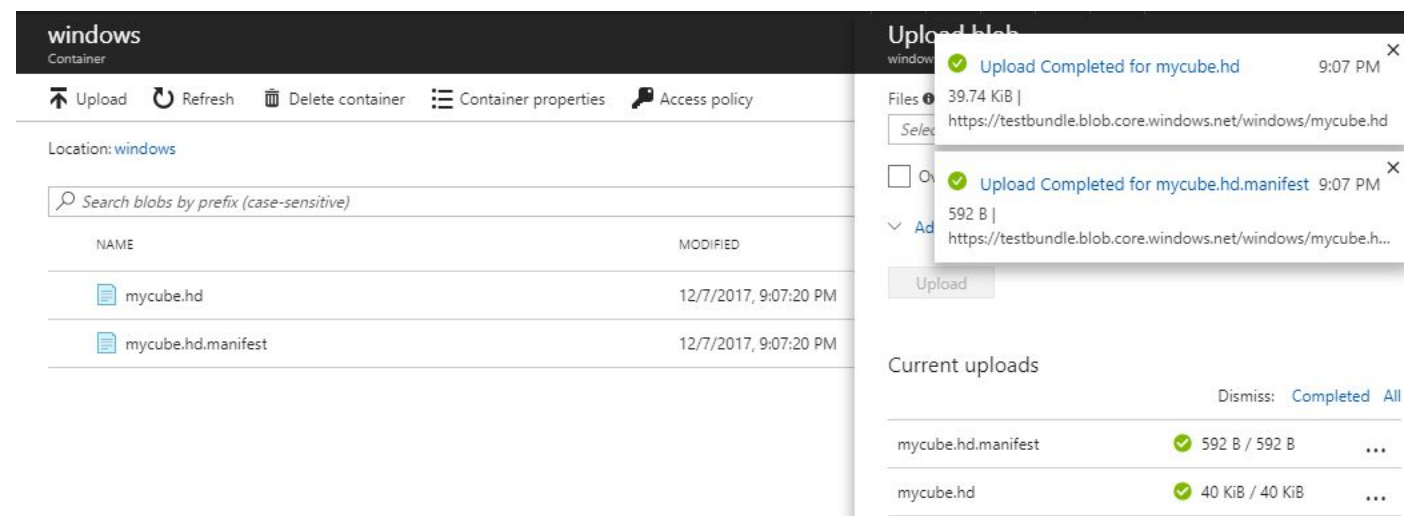 windows
Container
Upload Refresh Delete container Container properties Access policy
Location: windows
Search blobs by prefix (case-sensitive)
NAME MODIFIED
mycube.hd 12/7/2017, 9:07:20 PM
mycube.hd.manifest 12/7/2017, 9:07:20 PM
Upload blob
window
Files
Selec
Upload Completed for mycube.hd 9:07 PM
39.74 KiB |
https://testbundle.blob.core.windows.net/windows/mycube.hd
Upload Completed for mycube.hd.manifest 9:07 PM
592 B |
https://testbundle.blob.core.windows.net/windows/mycube.h...
Ad
Upload
Current uploads
Dismiss: Completed All
mycube.hd.manifest 592 B / 592 B ...
mycube.hd 40 KiB / 40 KiB ...